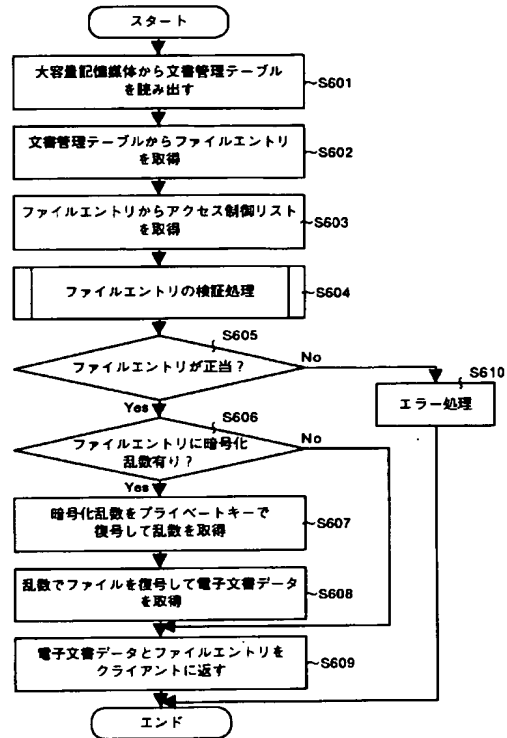 スタート
大容量記憶媒体から文書管理テーブル
を読み出す
~S601
文書管理テーブルからファイルエントリ
を取得
~S602
ファイルエントリからアクセス制御リスト
を取得
~S603
ファイルエントリの検証処理
~S604
S605
ファイルエントリが正当？
No
S610
エラー処理
Yes
S606
ファイルエントリに暗号化
乱数有り？
No
Yes
暗号化乱数をプライベートキーで
復号して乱数を取得
~S607
乱数でファイルを復号して電子文書データ
を取得
~S608
電子文書データとファイルエントリを
クライアントに返す
~S609
エンド